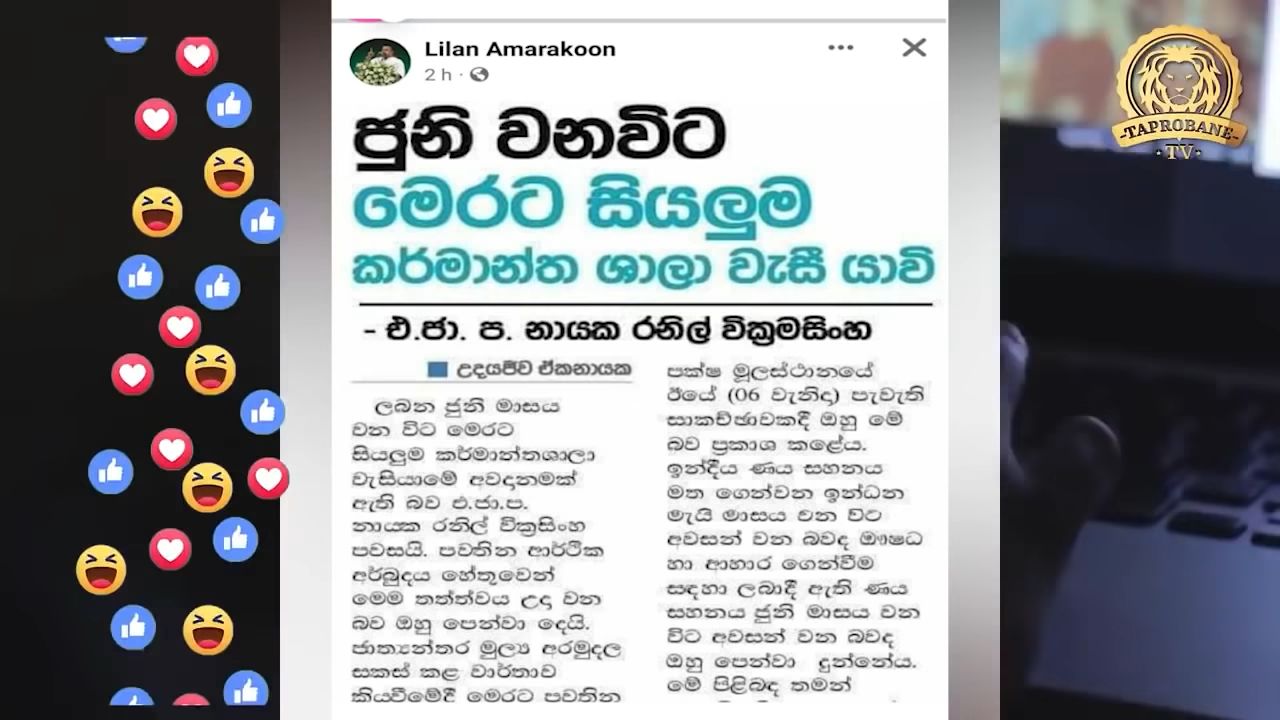 Lilan Amarakoon
2 h ·
ජුනි වනවිට
මෙරට සියලුම
කර්මාන්ත ශාලා වැසී යාවි
- එ.ජා. ප. නායක රනිල් වික්‍රමසිංහ
උදයජීව ඒකනායක
ලබන ජුනි මාසය
වන විට මෙරට
සියලුම කර්මාන්තශාලා
වැසියාමේ අවදානමක්
ඇති බව එ.ජා.ප.
නායක රනිල් වික්‍රසිංහ
පවසයි. පවතින ආර්ථික
අර්බුදය හේතුවෙන්
මෙම තත්ත්වය උදා වන
බව ඔහු පෙන්වා දෙයි.
ජාත්‍යන්තර මූල්‍ය අරමුදල
සකස් කළ වාර්තාව
කියවීමේදී මෙරට පවතින
පක්ෂ මූලස්ථානයේ
ඊයේ (06 වැනිදා) පැවැති
සාකච්ඡාවකදී ඔහු මේ
බව ප්‍රකාශ කළේය.
ඉන්දීය ණය සහනය
මත ගෙන්වන ඉන්ධන
මැයි මාසය වන විට
අවසන් වන බවද ඖෂධ
හා ආහාර ගෙන්වීම
සඳහා ලබාදී ඇති ණය
සහනය ජුනි මාසය වන
විට අවසන් වන බවද
ඔහු පෙන්වා දුන්නේය.
මේ පිළිබඳ තමන්
-TAPROBANE-
TV